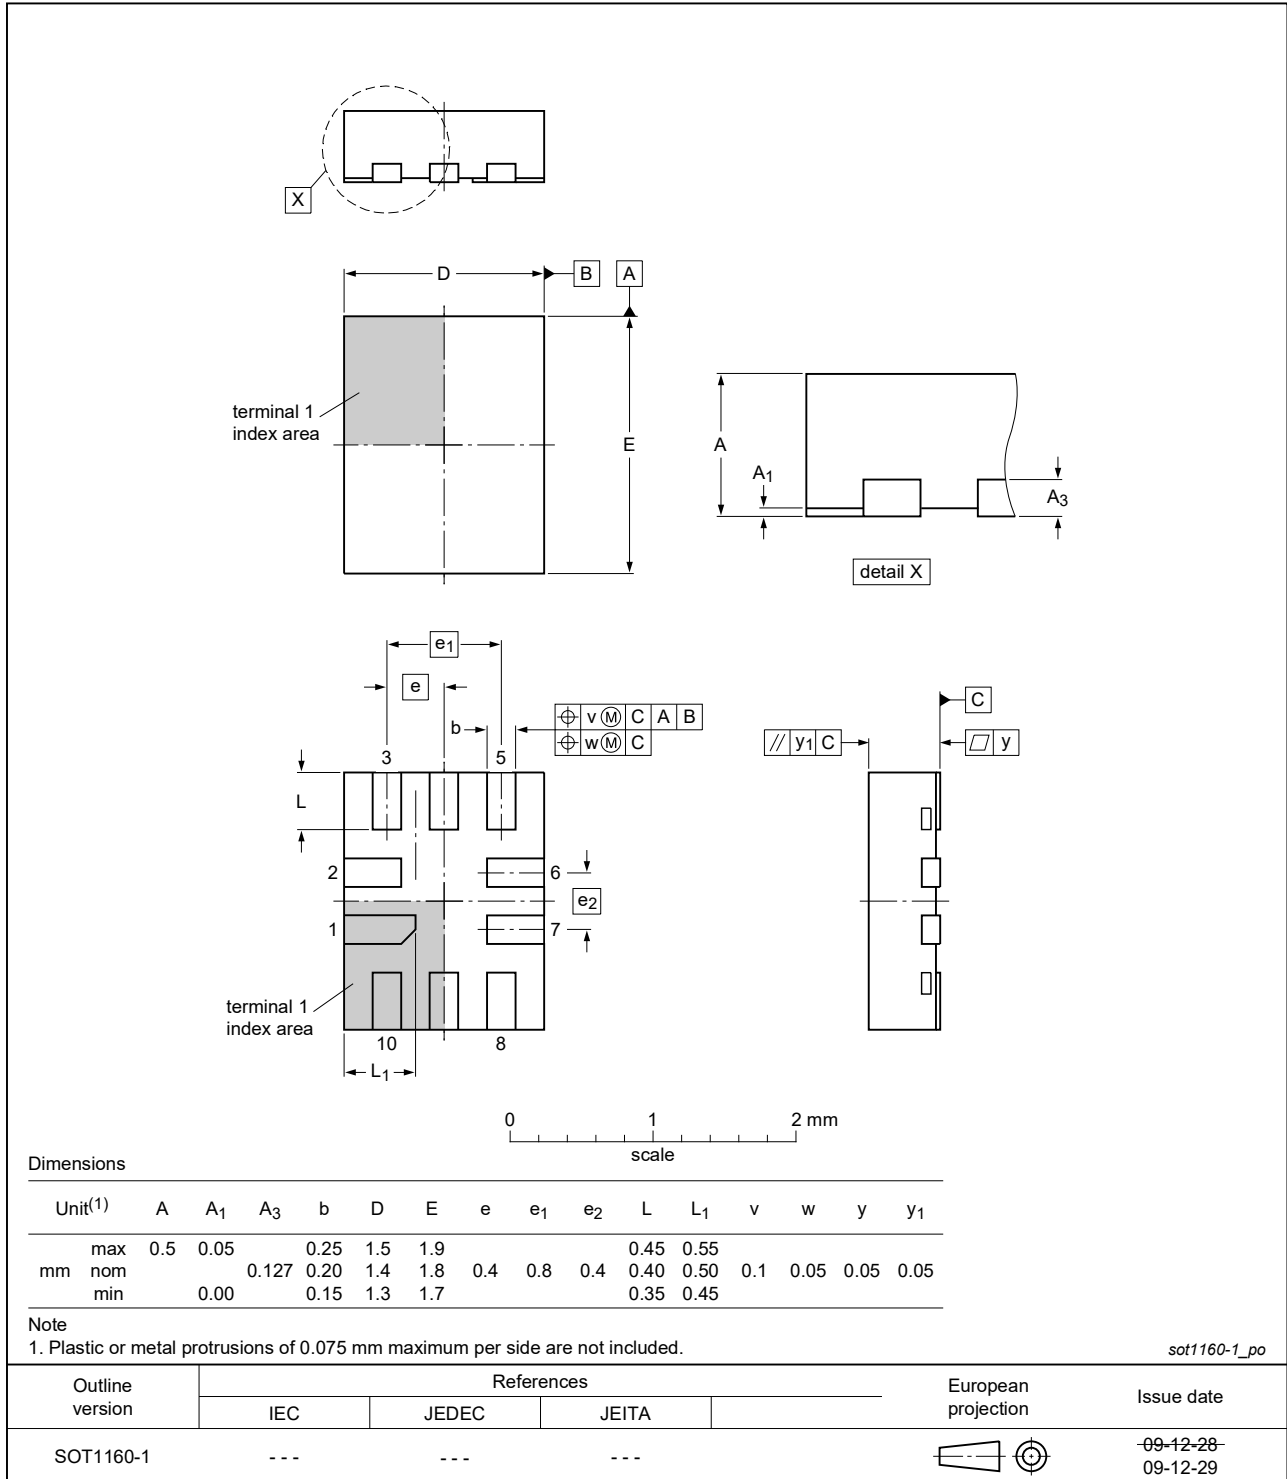 X
D
B
A
terminal 1
index area
E
A
A1
A3
detail X
e1
e
b
v Ⓜ C A B
w Ⓜ C
C
// y1 C
y
3
5
L
2
6
e2
1
7
terminal 1
index area
10
8
L1
0 1 2 mm
scale
Dimensions
Unit(1) A A1 A3 b D E e e1 e2 L L1 v w y y1
max 0.5 0.05 0.25 1.5 1.9 0.45 0.55
mm nom 0.127 0.20 1.4 1.8 0.4 0.8 0.4 0.40 0.50 0.1 0.05 0.05 0.05
min 0.00 0.15 1.3 1.7 0.35 0.45
Note
1. Plastic or metal protrusions of 0.075 mm maximum per side are not included.
sot1160-1_po
Outline version
References
European projection
Issue date
IEC JEDEC JEITA
SOT1160-1 - - - - - - - - -
09-12-28
09-12-29